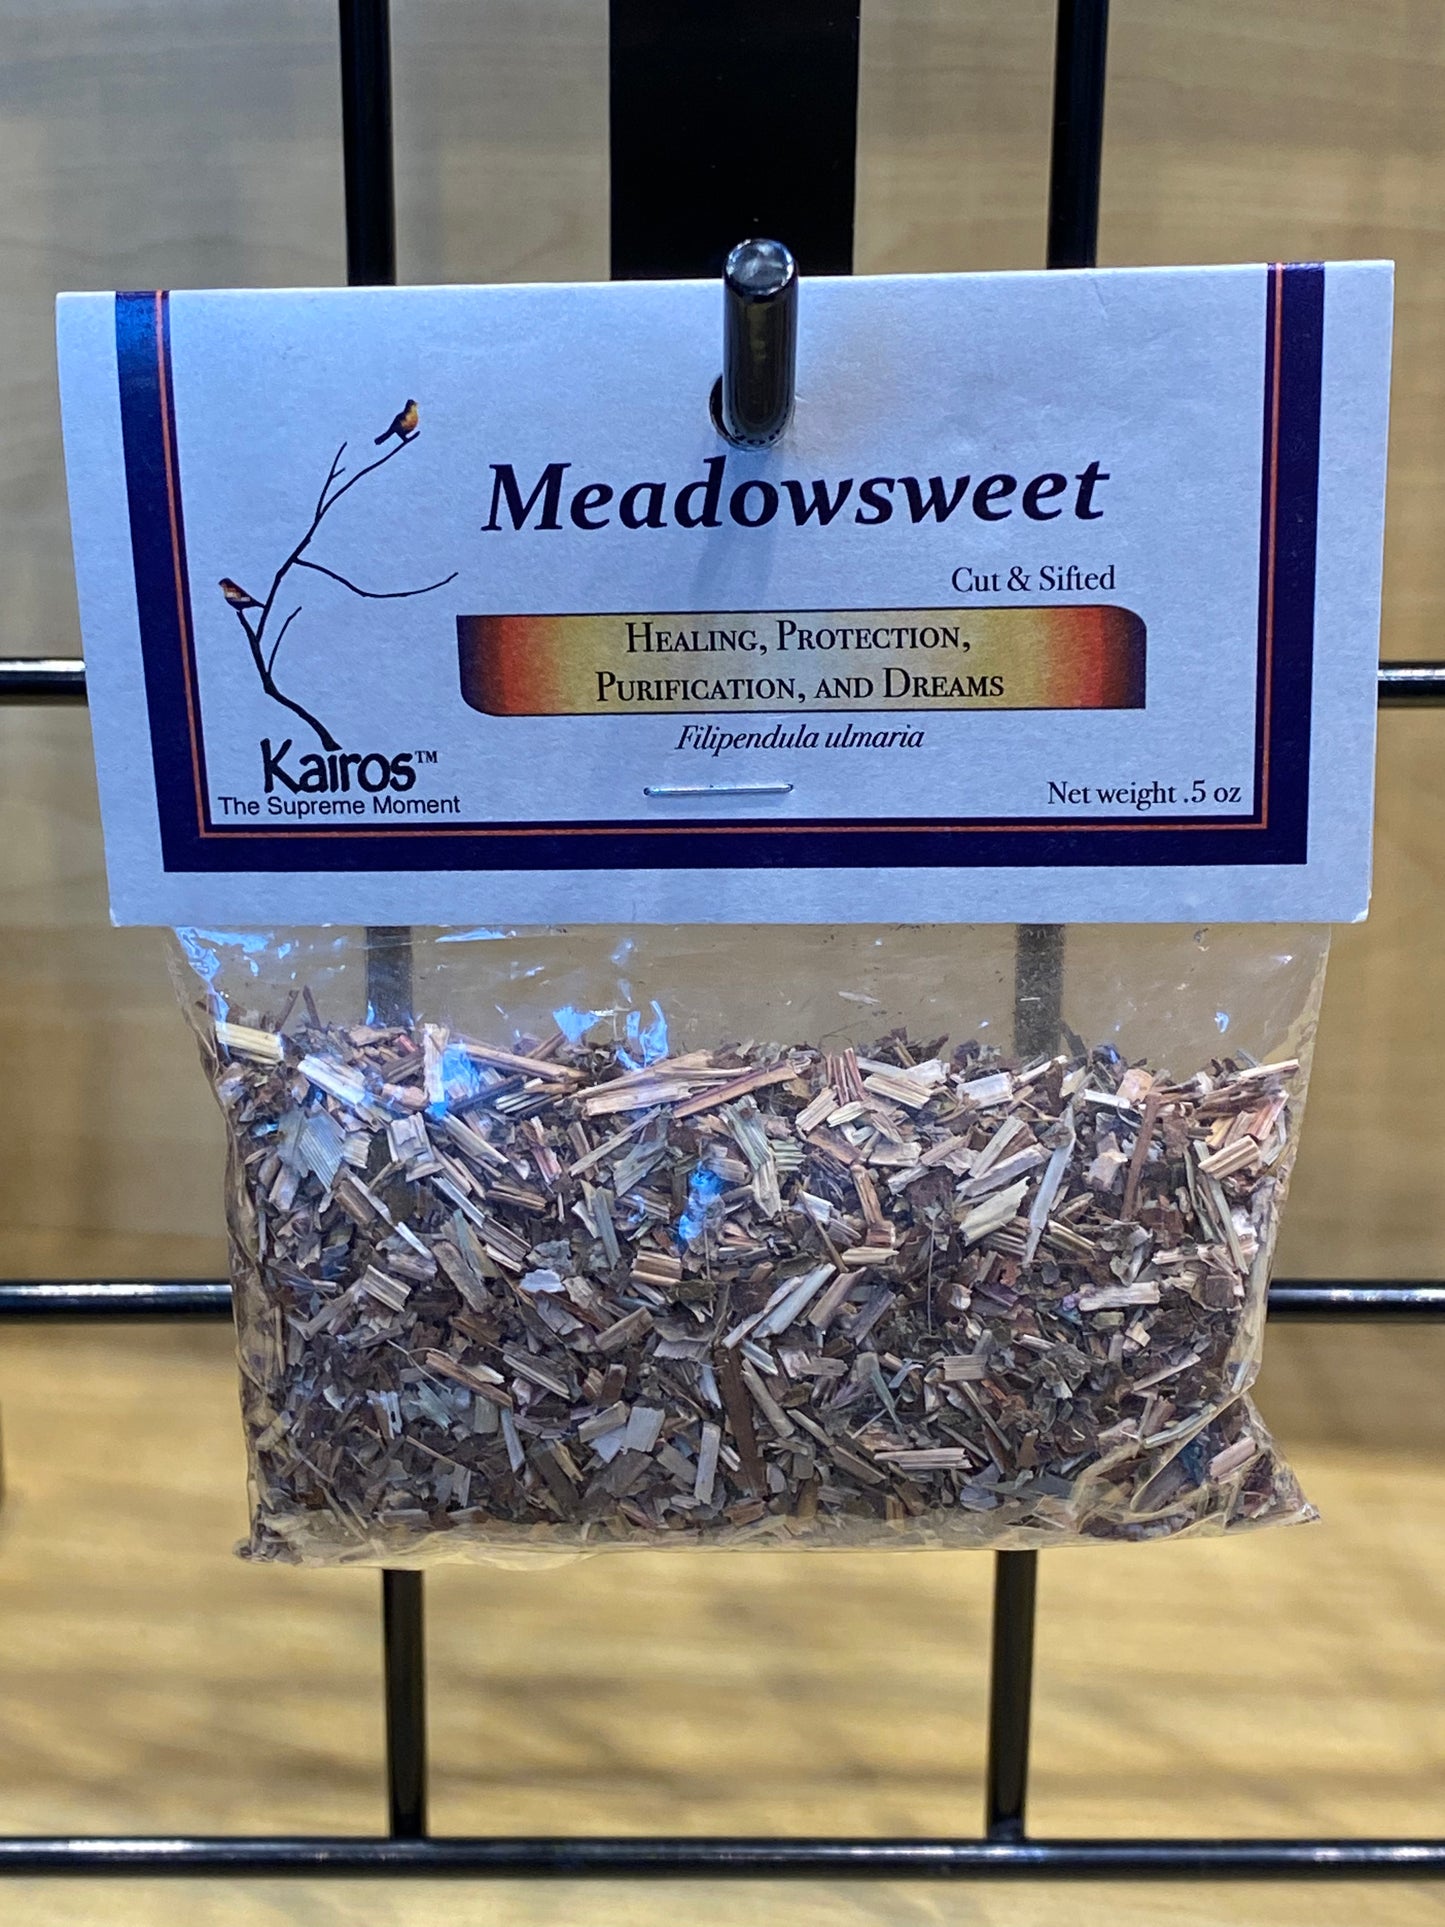 Meadowsweet
Cut & Sifted
Healing, Protection,
Purification, and Dreams
Filipendula ulmaria
Kairos™
The Supreme Moment
Net weight .5 oz